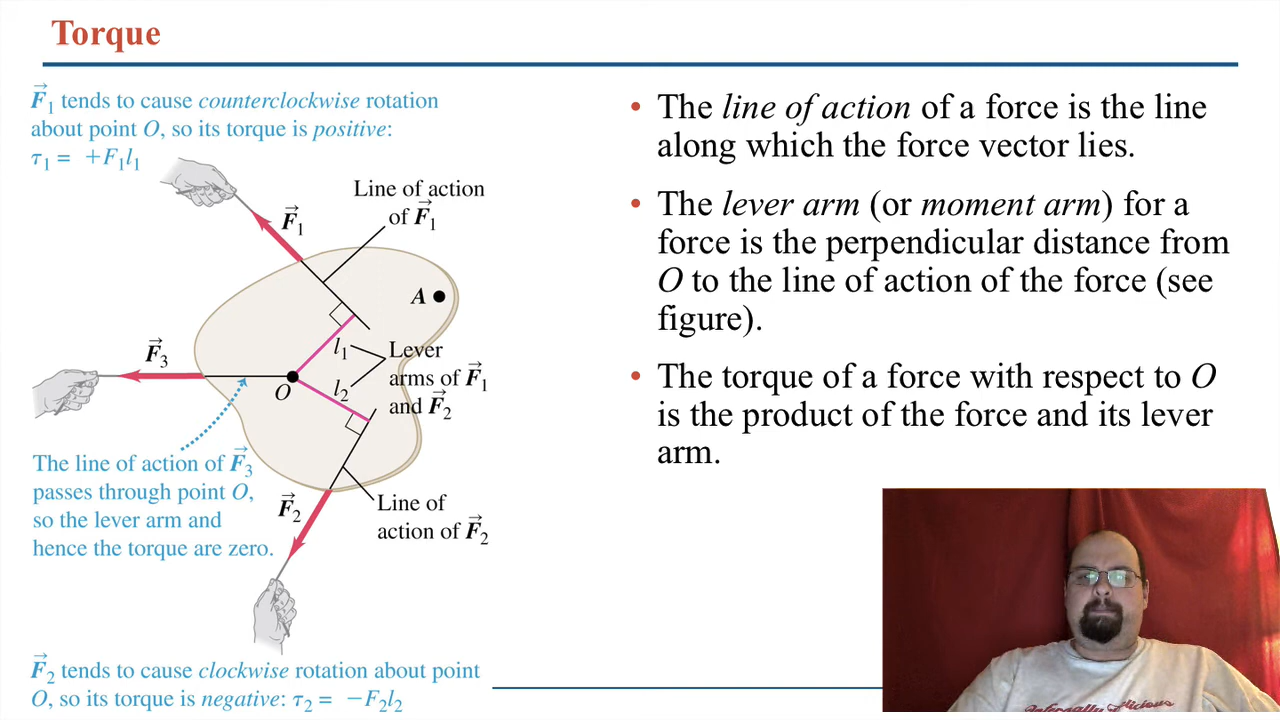 Torque
F⃗1 tends to cause counterclockwise rotation
about point O, so its torque is positive:
τ1 = +F1l1
Line of action
of F⃗1
F⃗1
A
F⃗3
l1
Lever
arms of F⃗1
and F⃗2
O
l2
The line of action of F⃗3
passes through point O,
so the lever arm and
hence the torque are zero.
F⃗2
Line of
action of F⃗2
F⃗2 tends to cause clockwise rotation about point
O, so its torque is negative: τ2 = −F2l2
• The line of action of a force is the line
along which the force vector lies.
• The lever arm (or moment arm) for a
force is the perpendicular distance from
O to the line of action of the force (see
figure).
• The torque of a force with respect to O
is the product of the force and its lever
arm.